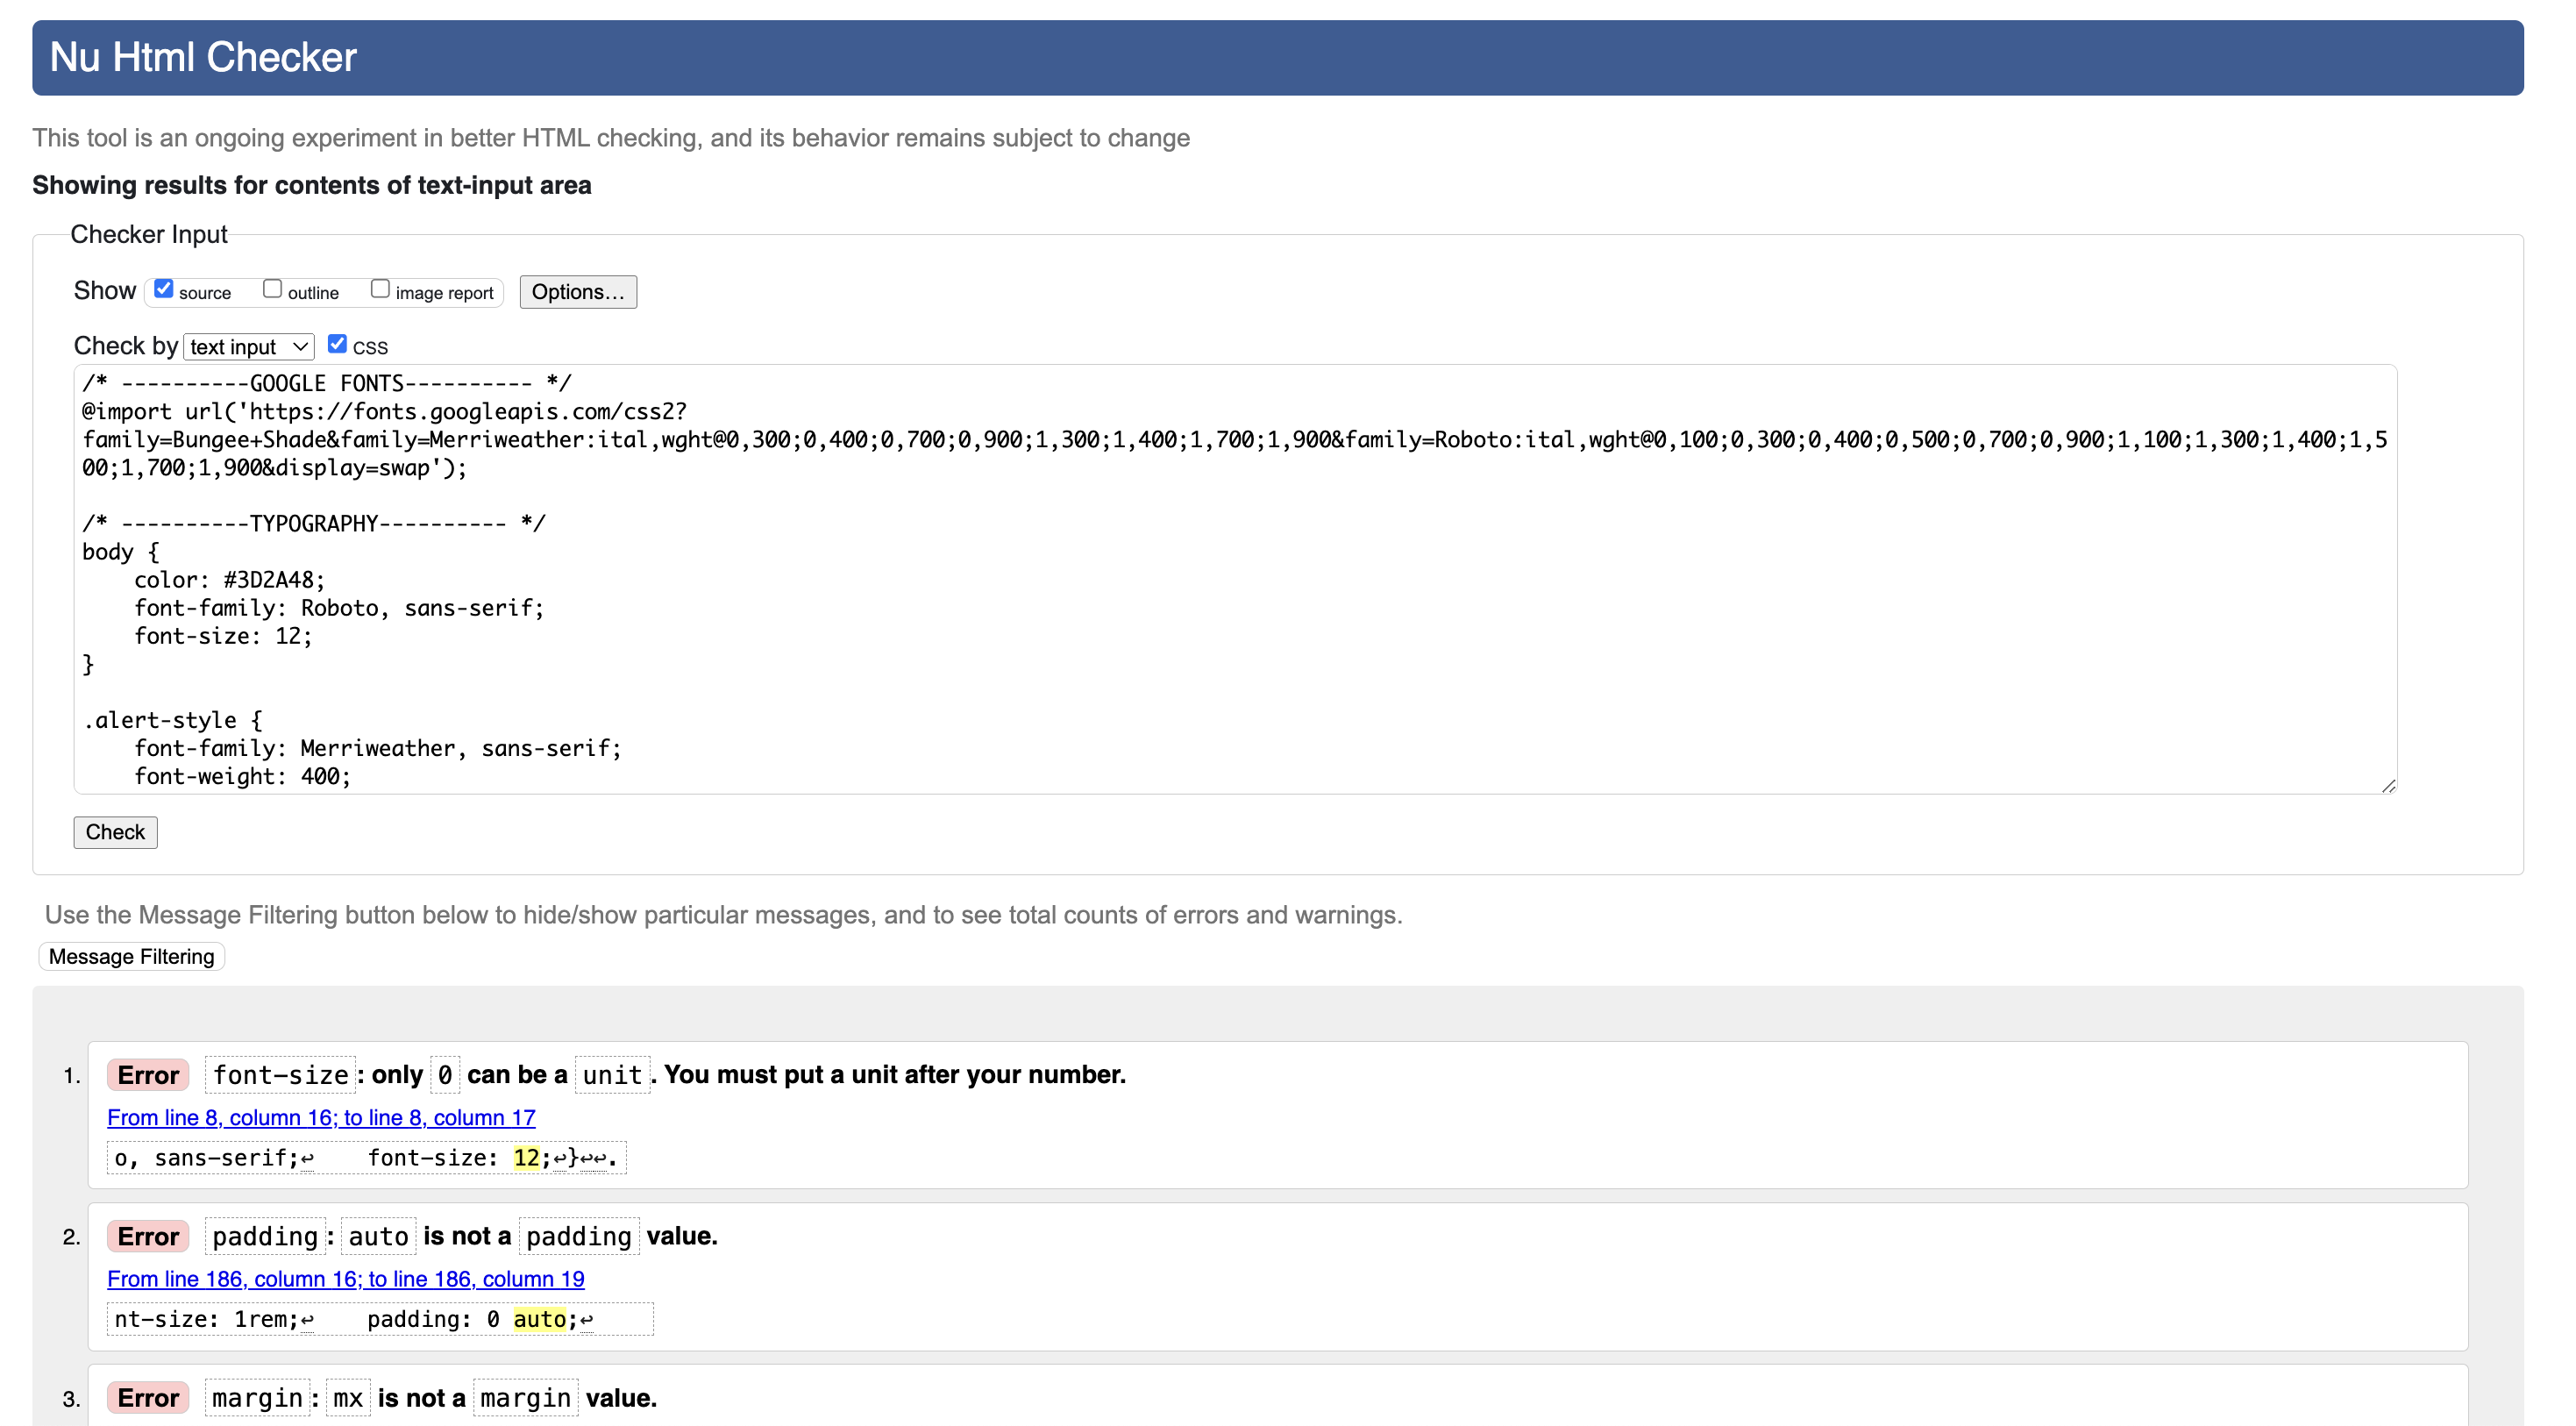 Nu Html Checker
This tool is an ongoing experiment in better HTML checking, and its behavior remains subject to change
Showing results for contents of text-input area
Checker Input
Show source outline image report Options...
Check by text input CSS
/* ----------GOOGLE FONTS---------- */
@import url('https://fonts.googleapis.com/css2?
family=Bungee+Shade&family=Merriweather:ital,wght@0,300;0,400;0,700;0,900;1,300;1,400;1,700;1,900&family=Roboto:ital,wght@0,100;0,300;0,400;0,500;0,700;0,900;1,100;1,300;1,400;1,5
00;1,700;1,900&display=swap');
/* ----------TYPOGRAPHY---------- */
body {
    color: #3D2A48;
    font-family: Roboto, sans-serif;
    font-size: 12;
}
.alert-style {
    font-family: Merriweather, sans-serif;
    font-weight: 400;
Check
Use the Message Filtering button below to hide/show particular messages, and to see total counts of errors and warnings.
Message Filtering
1. Error font-size: only 0 can be a unit. You must put a unit after your number.
From line 8, column 16; to line 8, column 17
o, sans-serif;↩    font-size: 12;↩}↩↩.
2. Error padding: auto is not a padding value.
From line 186, column 16; to line 186, column 19
nt-size: 1rem;↩    padding: 0 auto;↩
3. Error margin: mx is not a margin value.